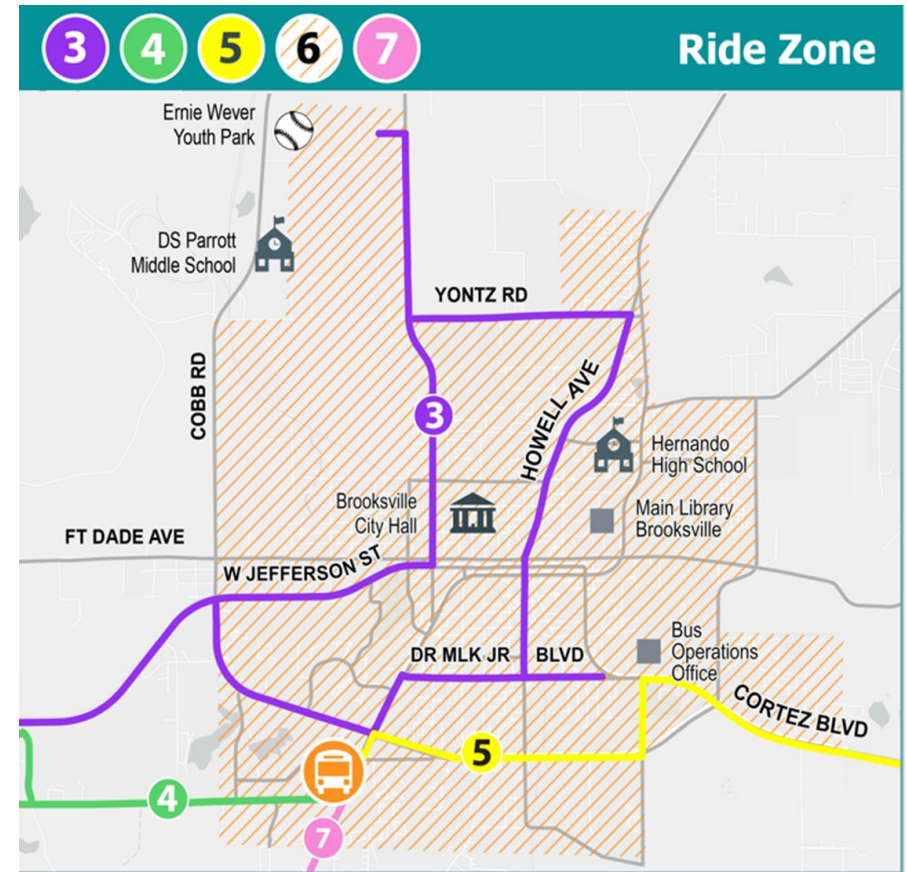 3 4 5 6 7 Ride Zone
Ernie Wever
Youth Park
DS Parrott
Middle School
YONTZ RD
COBB RD
3
HOWELL AVE
Hernando
High School
Brooksville
City Hall
Main Library
Brooksville
FT DADE AVE
W JEFFERSON ST
Bus
Operations
Office
DR MLK JR BLVD
CORTEZ BLVD
5
4
7